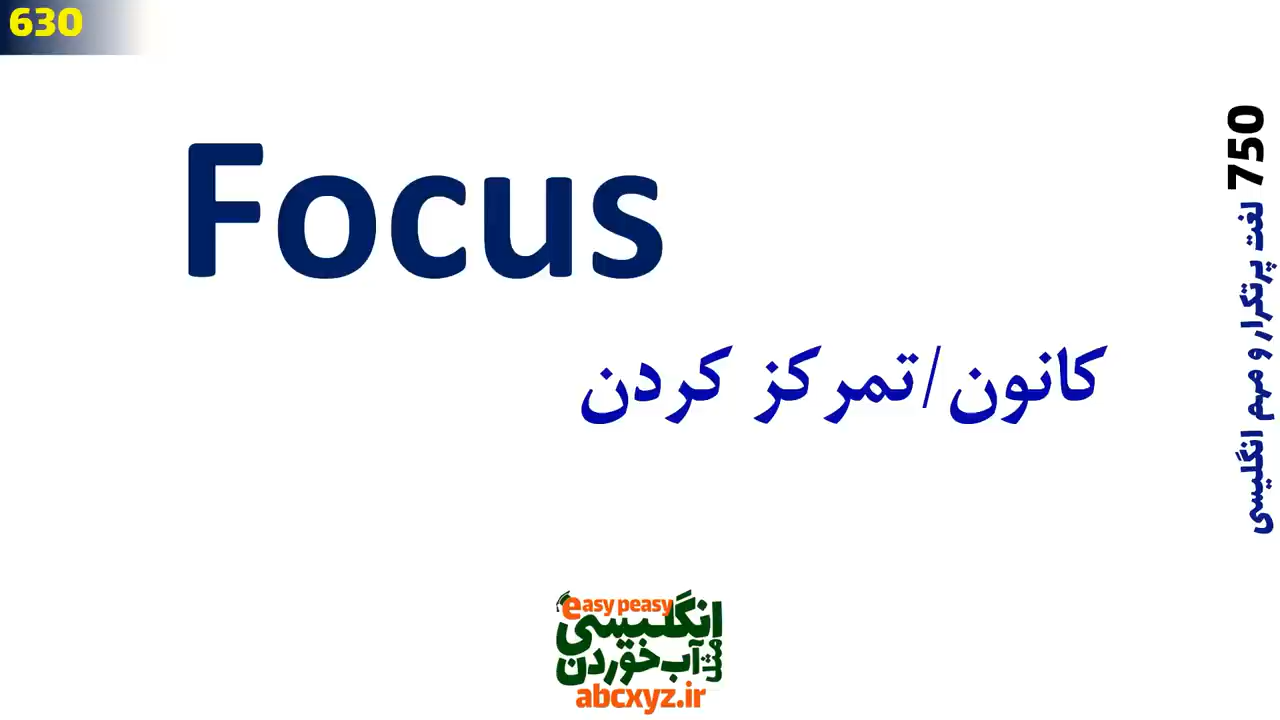 630
Focus
کانون/تمرکز کردن
750 لغت پرتکرار و مهم انگلیسی
easy peasy
انگلیسی
مثل آب خوردن
abcxyz.ir